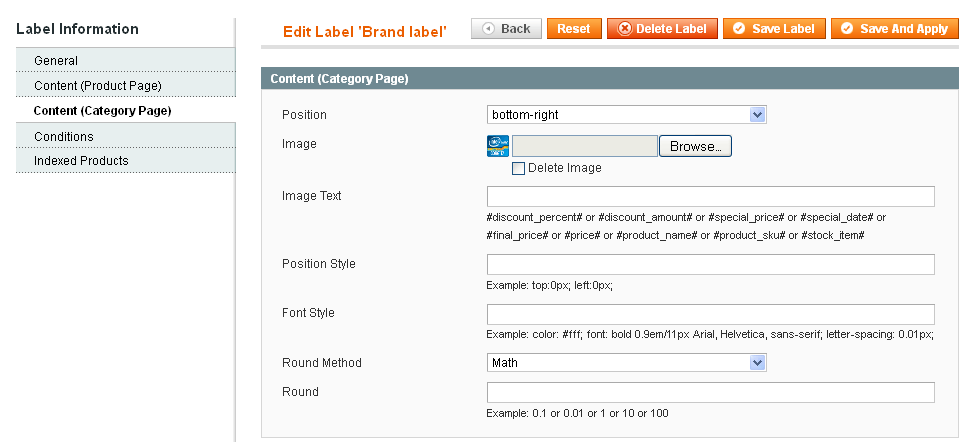 Label Information
General
Content (Product Page)
Content (Category Page)
Conditions
Indexed Products
Edit Label 'Brand label'
Back
Reset
Delete Label
Save Label
Save And Apply
Content (Category Page)
Position
bottom-right
Image
Browse...
Delete Image
Image Text
#discount_percent# or #discount_amount# or #special_price# or #special_date# or
#final_price# or #price# or #product_name# or #product_sku# or #stock_item#
Position Style
Example: top:0px; left:0px;
Font Style
Example: color: #fff; font: bold 0.9em/11px Arial, Helvetica, sans-serif; letter-spacing: 0.01px;
Round Method
Math
Round
Example: 0.1 or 0.01 or 1 or 10 or 100